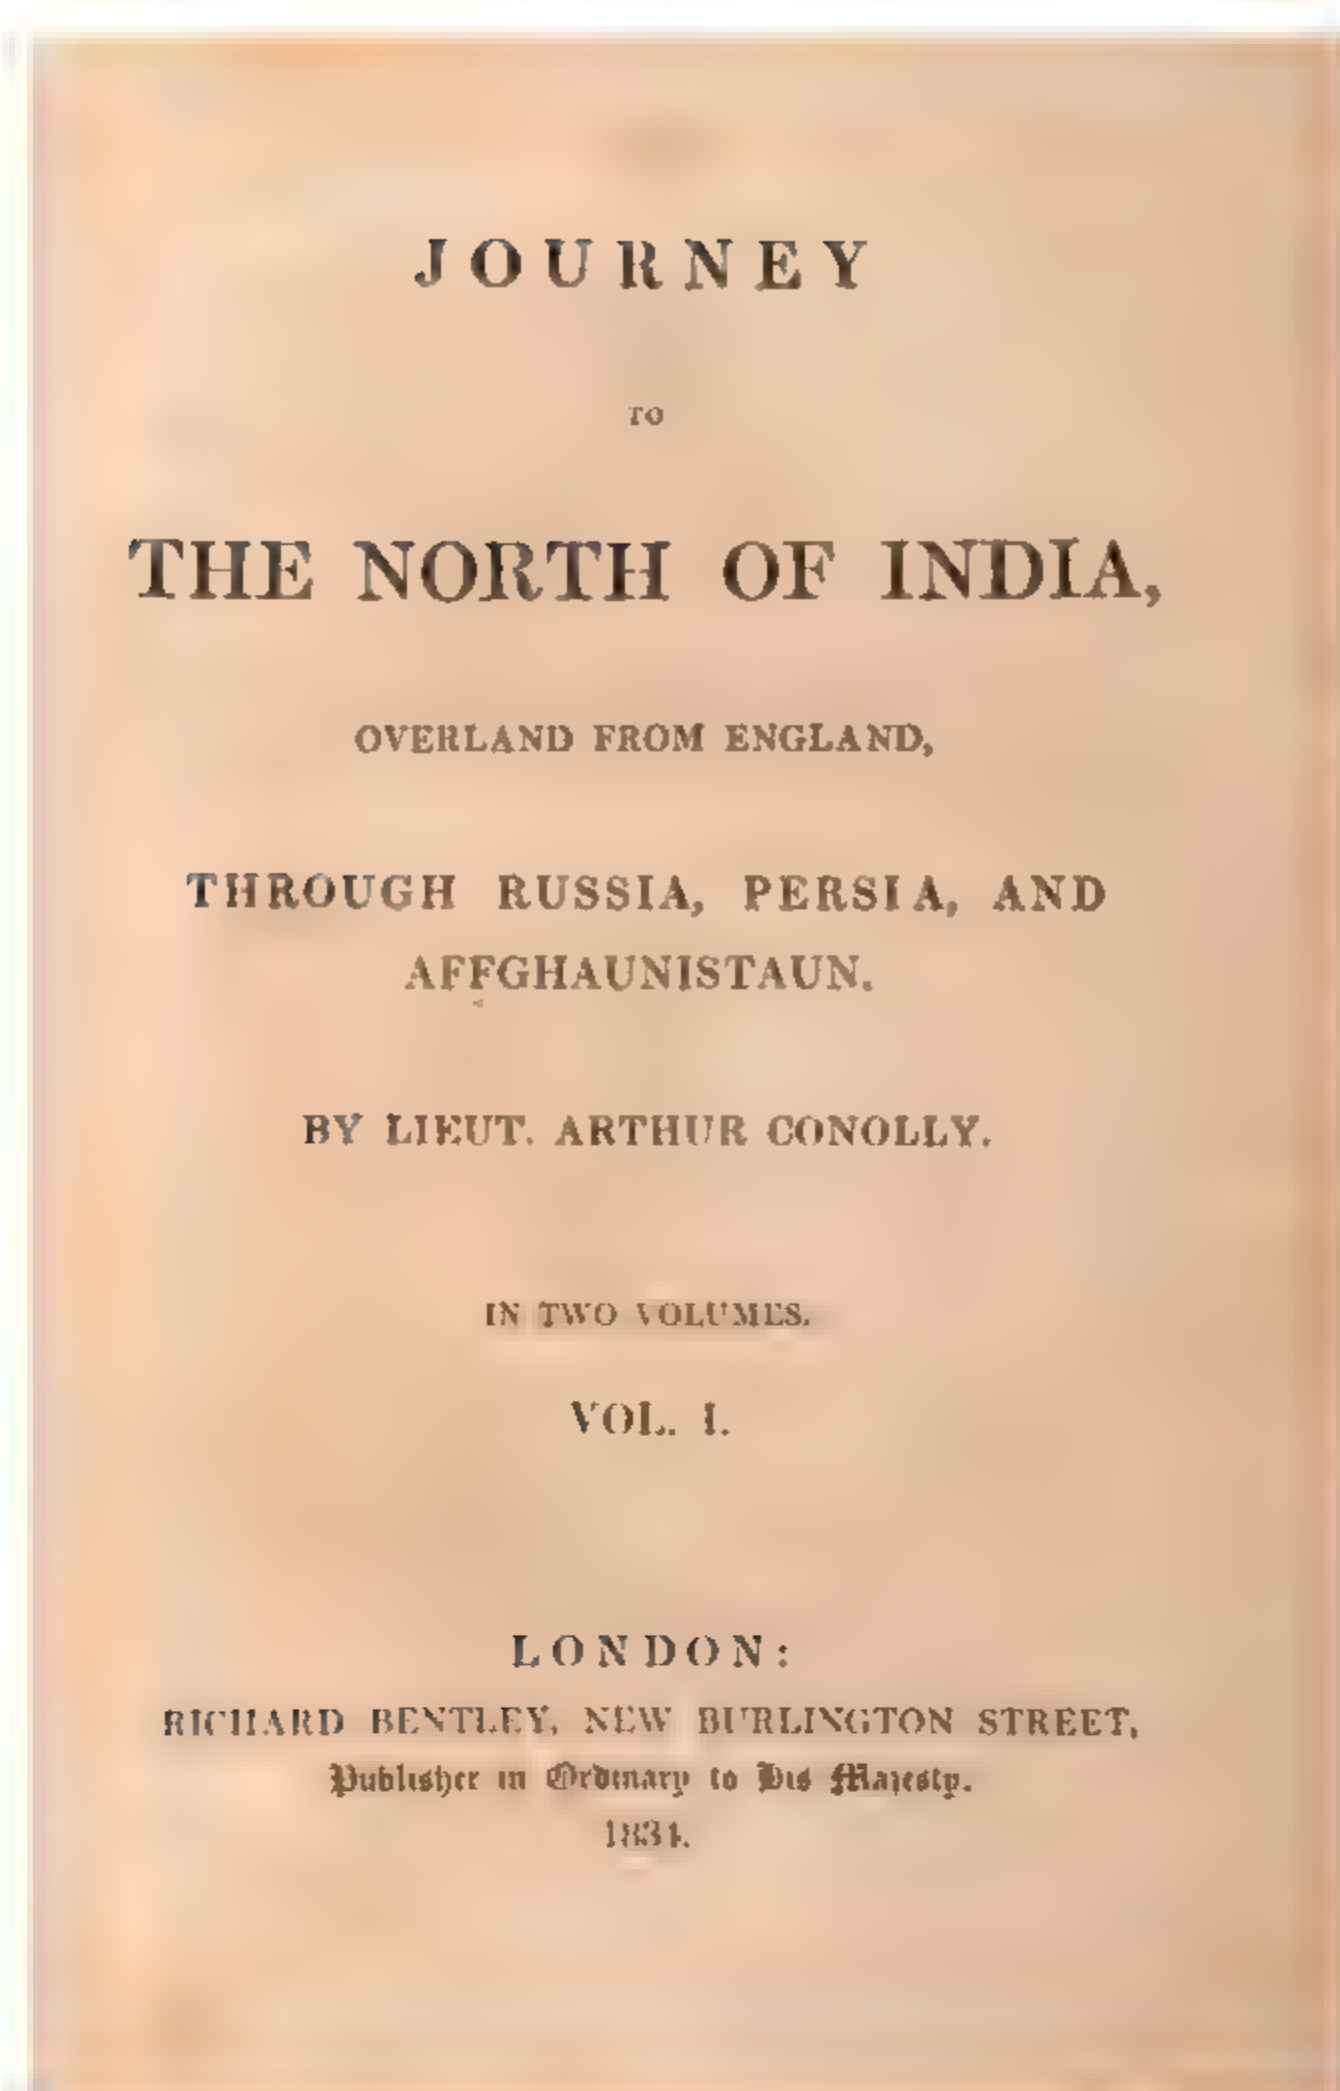 JOURNEY
TO
THE NORTH OF INDIA,
OVERLAND FROM ENGLAND,
THROUGH RUSSIA, PERSIA, AND
AFFGHAUNISTAUN.
BY LIEUT. ARTHUR CONOLLY.
IN TWO VOLUMES.
VOL. I.
LONDON:
RICHARD BENTLEY, NEW BURLINGTON STREET,
Publisher in Ordinary to His Majesty.
1834.